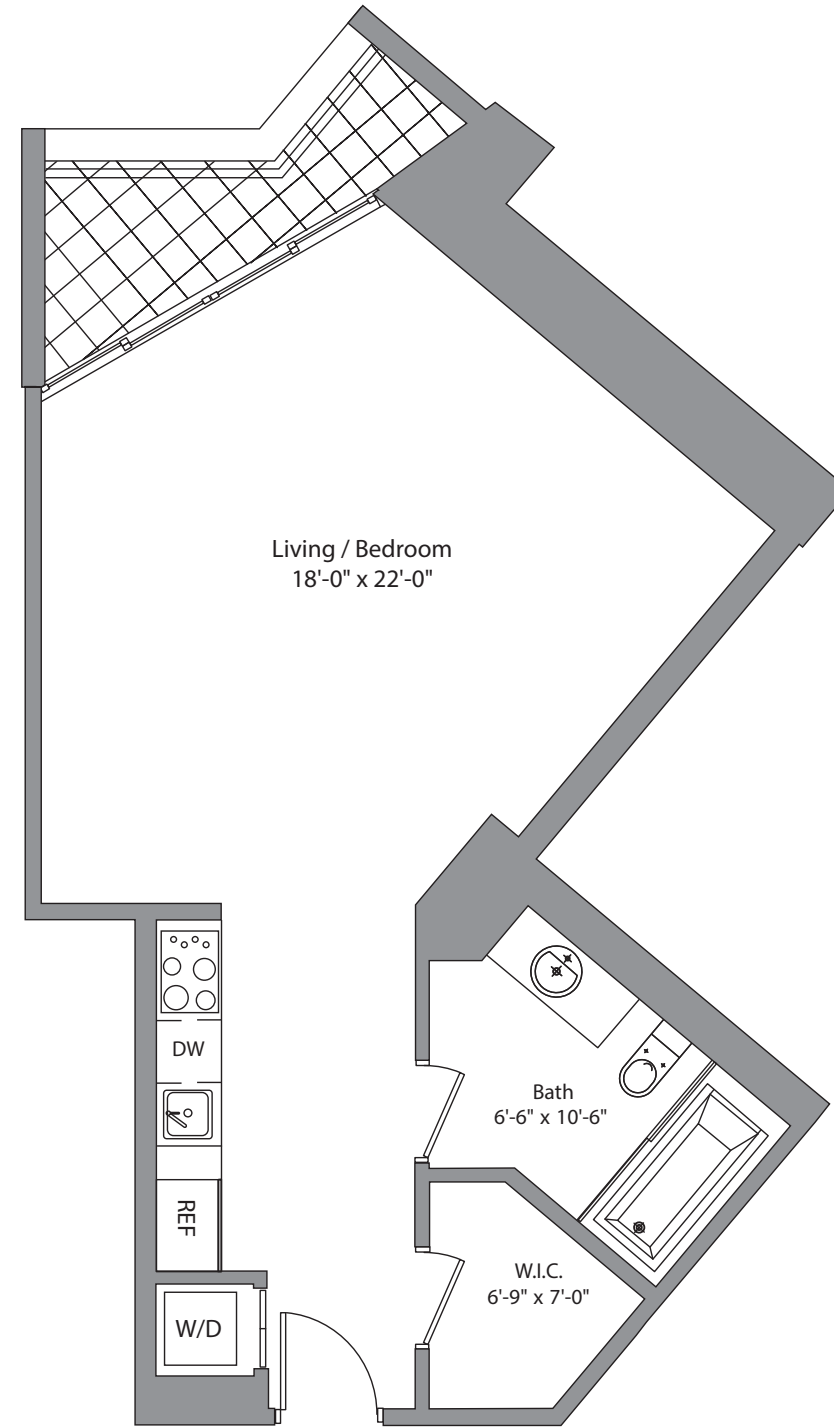 Living / Bedroom
18'-0" x 22'-0"
DW
Bath
6'-6" x 10'-6"
REF
W.I.C.
6'-9" x 7'-0"
W/D